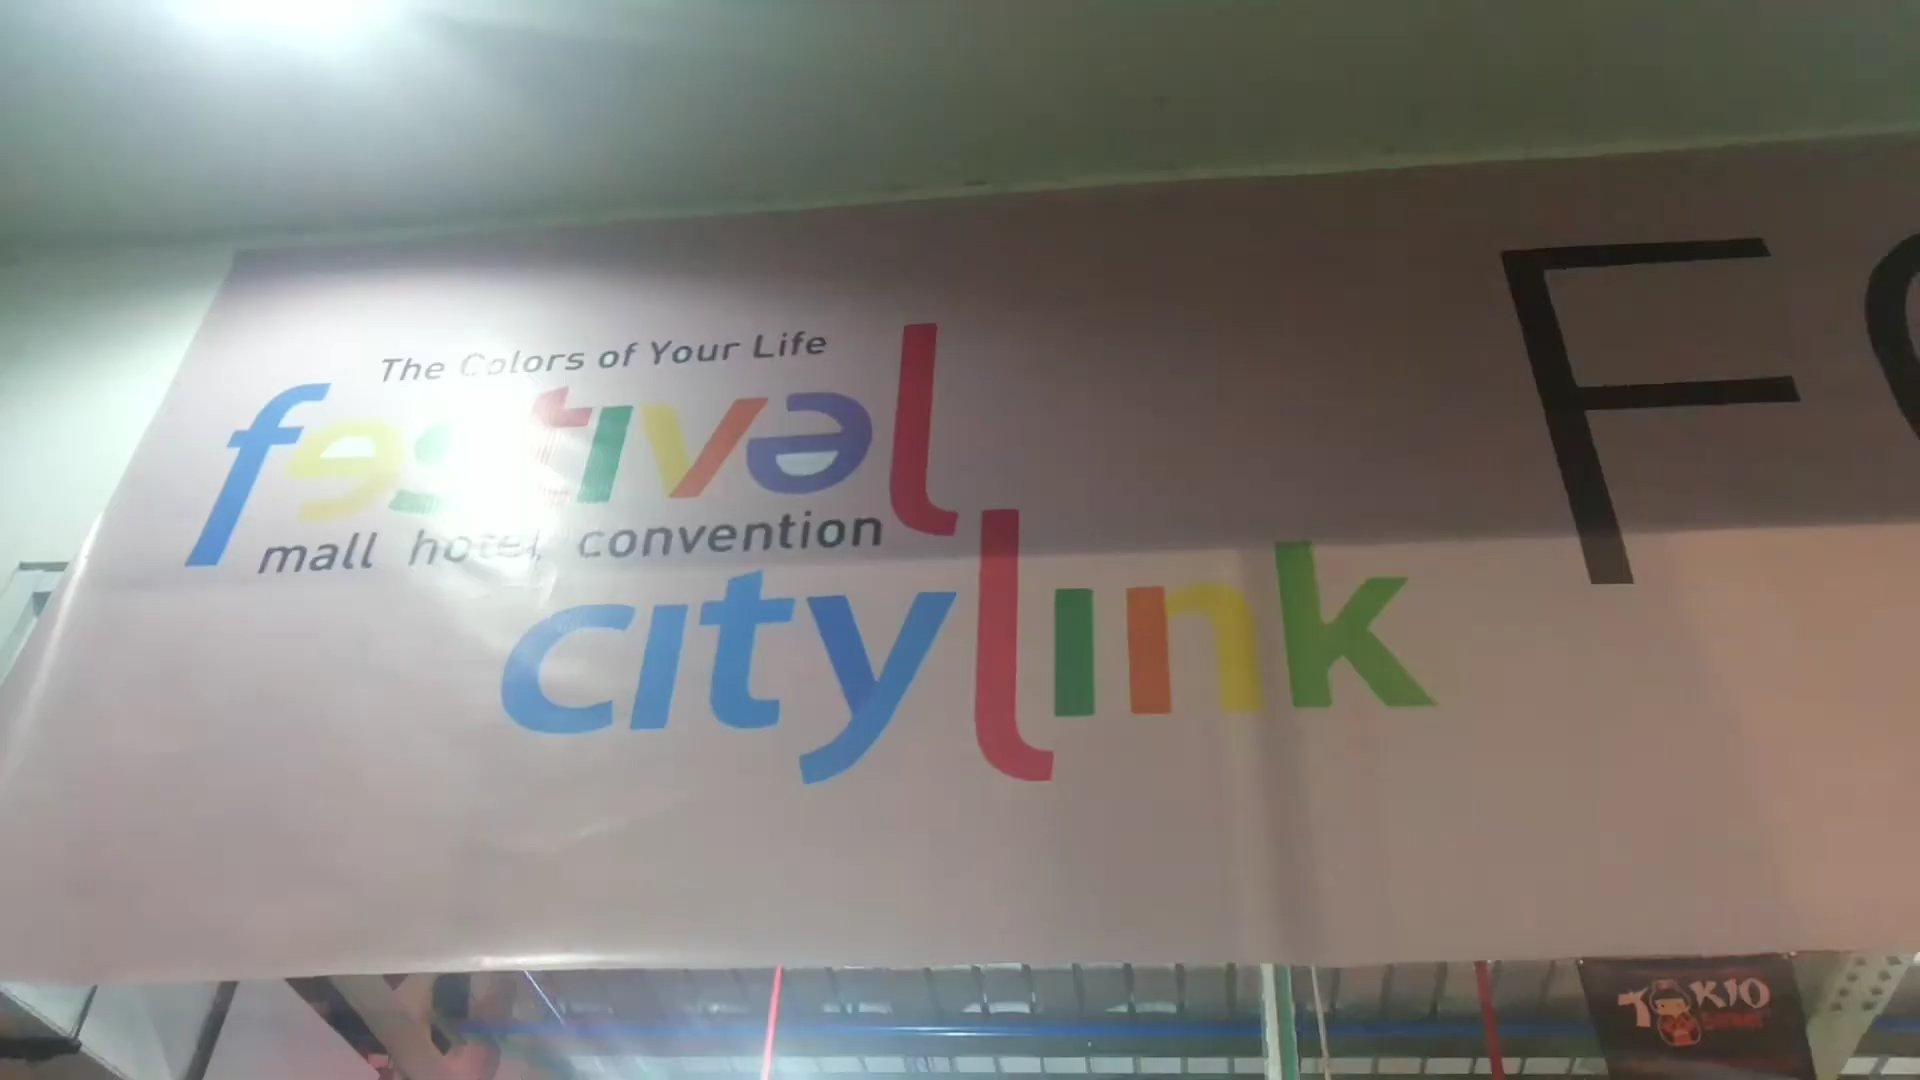 The Colors of Your Life
festival
mall hotel convention
citylink
TOKIO